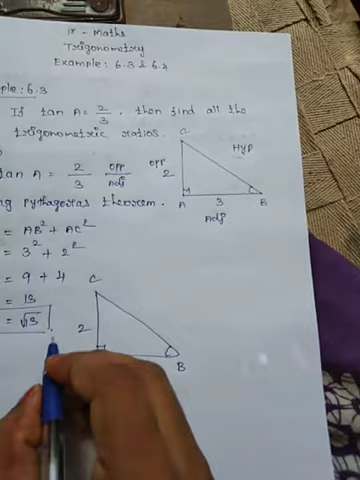 IX - Maths
Trigonometry
Example: 6.3 & 6.4
ple: 6.3
If tan A = 2/3, then find all the
trigonometric ratios.
C
Hyp
tan A = 2/3 opp/Adj
opp 2
A 3 B
Adj
ng pythagoras theorem.
= AB² + AC²
= 3² + 2²
= 9 + 4
= 13
= √13
C
2
B